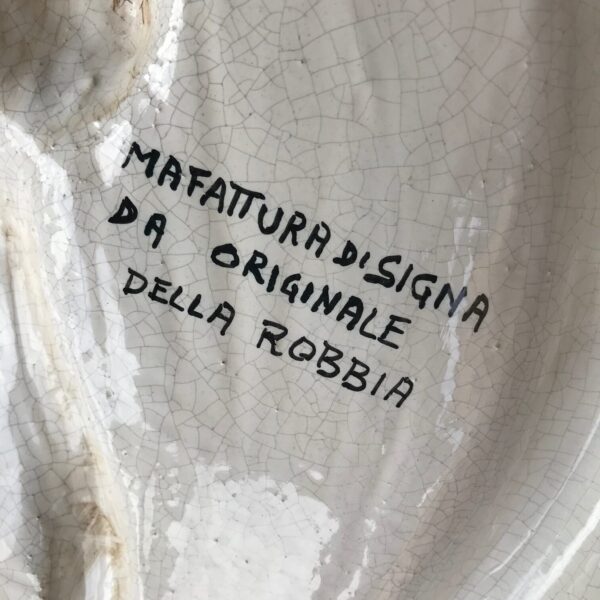 MAFATTURA DI SIGNA
DA ORIGINALE
DELLA ROBBIA